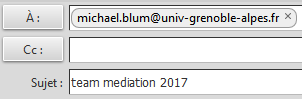 À : michael.blum@univ-grenoble-alpes.fr ×
Cc :
Sujet : team mediation 2017